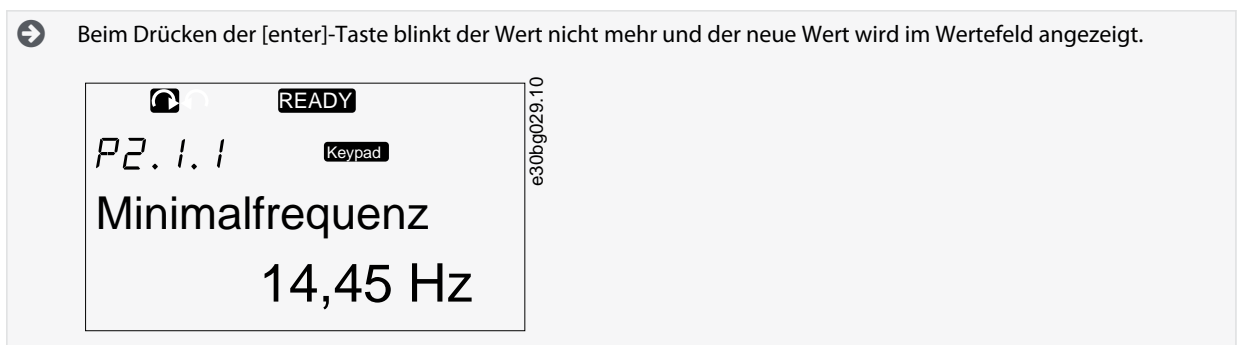 Beim Drücken der [enter]-Taste blinkt der Wert nicht mehr und der neue Wert wird im Wertefeld angezeigt.
READY
P2.1.1 Keypad
Minimalfrequenz
14,45 Hz
e30bg029.10